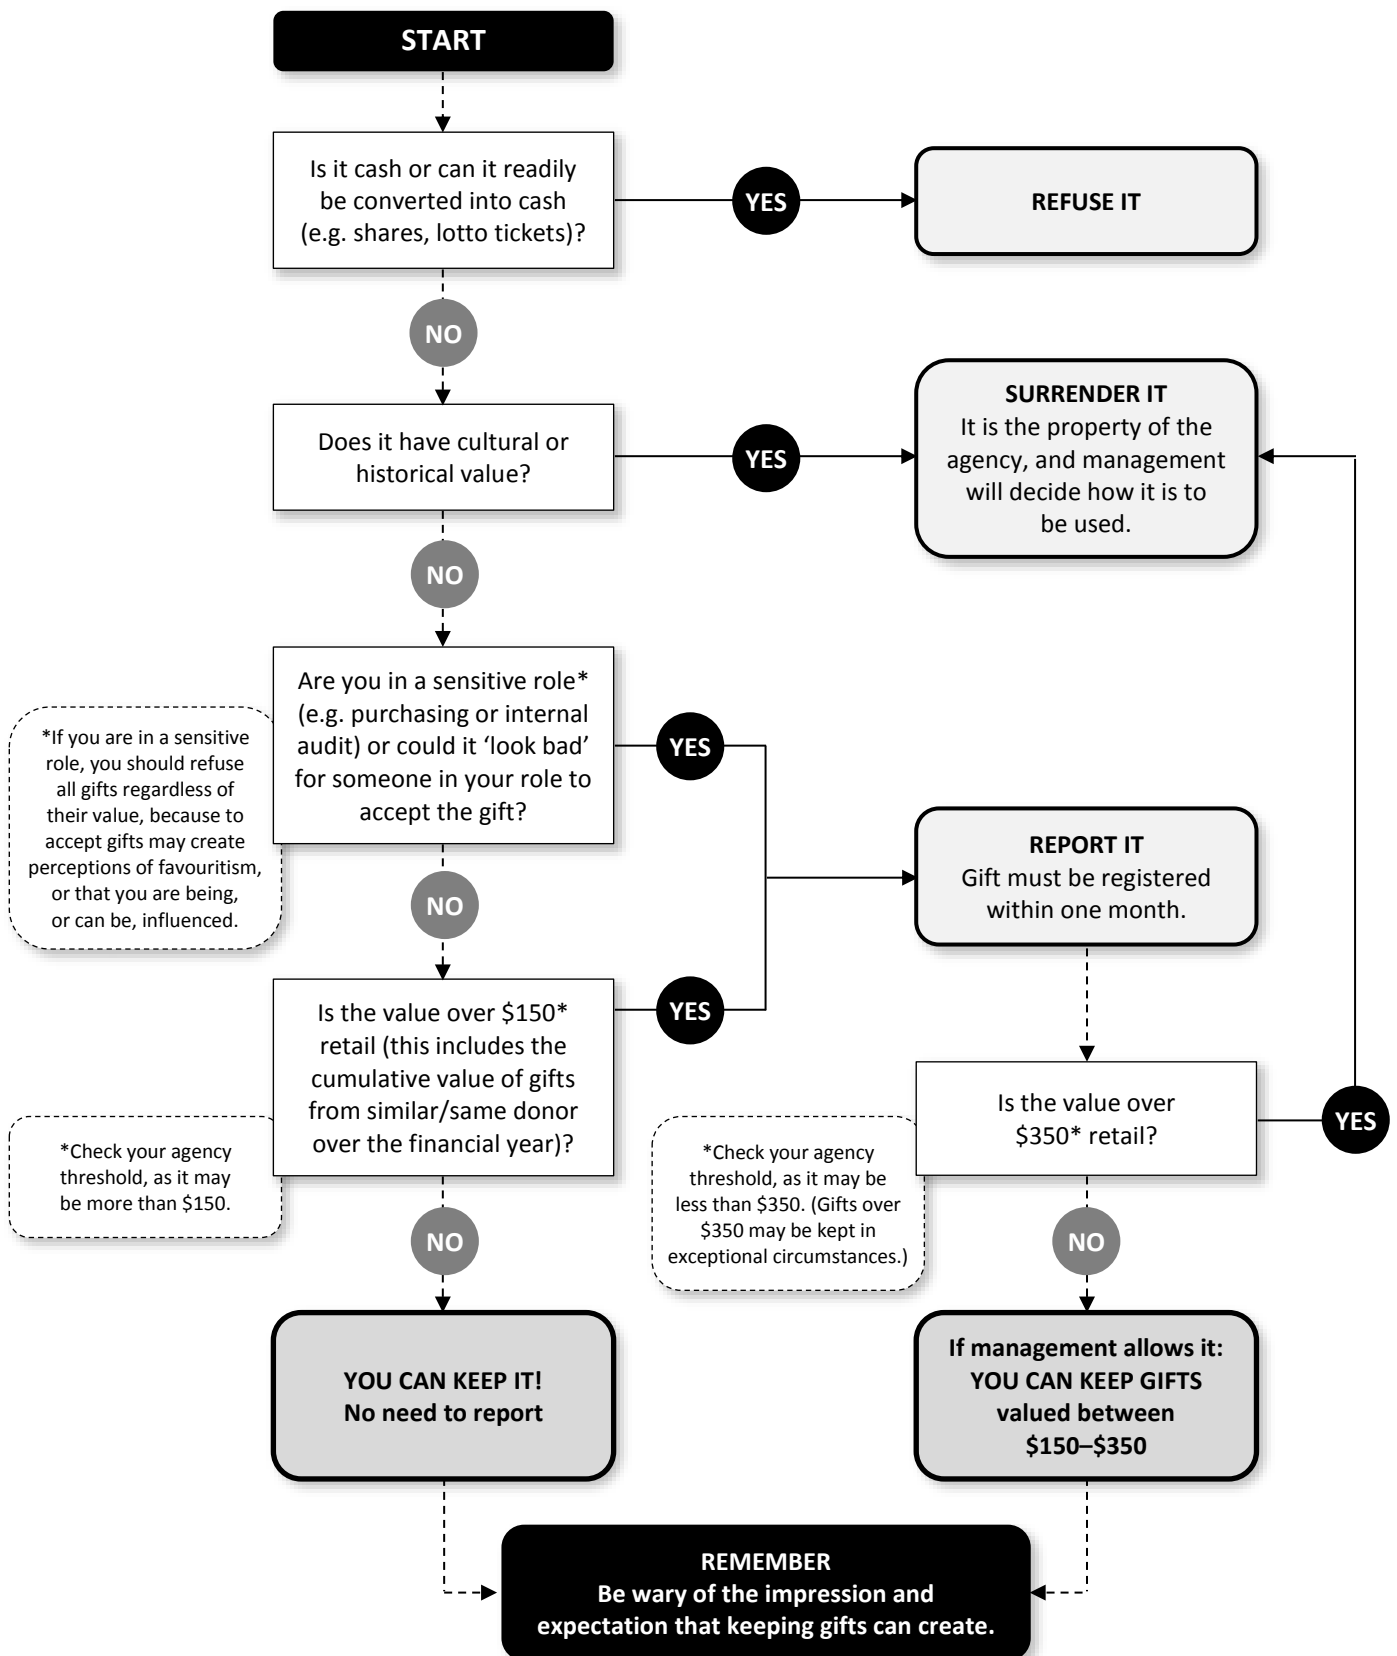 START
Is it cash or can it readily
be converted into cash
(e.g. shares, lotto tickets)?
YES
REFUSE IT
NO
Does it have cultural or
historical value?
YES
SURRENDER IT
It is the property of the
agency, and management
will decide how it is to
be used.
NO
Are you in a sensitive role*
(e.g. purchasing or internal
audit) or could it ‘look bad’
for someone in your role to
accept the gift?
YES
*If you are in a sensitive
role, you should refuse
all gifts regardless of
their value, because to
accept gifts may create
perceptions of favouritism,
or that you are being,
or can be, influenced.
REPORT IT
Gift must be registered
within one month.
NO
Is the value over $150*
retail (this includes the
cumulative value of gifts
from similar/same donor
over the financial year)?
YES
*Check your agency
threshold, as it may
be more than $150.
Is the value over
$350* retail?
YES
*Check your agency
threshold, as it may be
less than $350. (Gifts over
$350 may be kept in
exceptional circumstances.)
NO
NO
YOU CAN KEEP IT!
No need to report
If management allows it:
YOU CAN KEEP GIFTS
valued between
$150–$350
REMEMBER
Be wary of the impression and
expectation that keeping gifts can create.